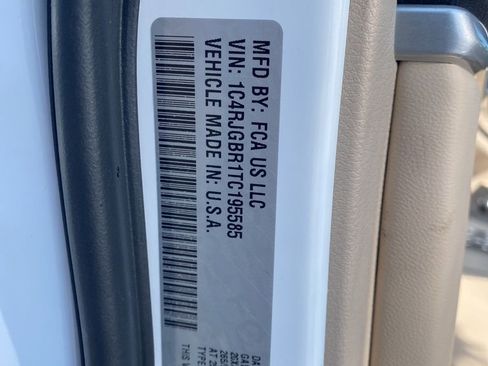 MFD BY: FCA US LLC
VIN: 1C4RJGBR1TC195585
VEHICLE MADE IN: U.S.A.